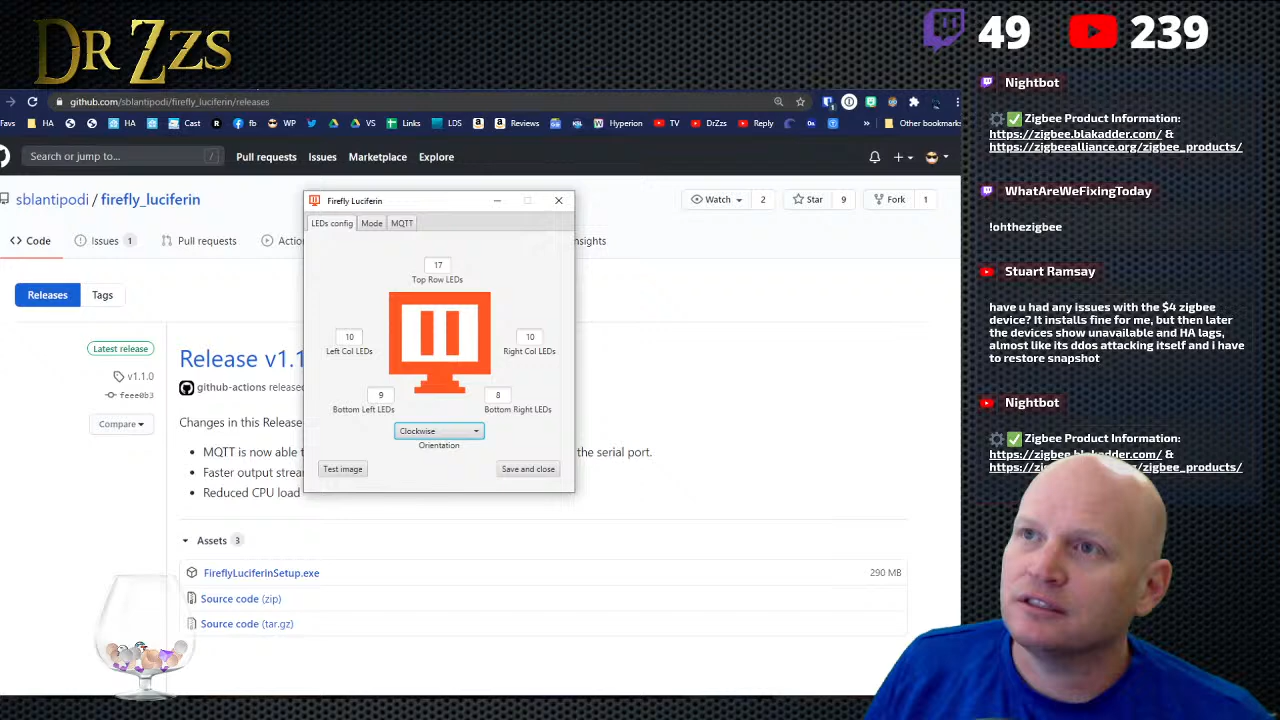 DR ZZS
49
239
github.com/sblantipodi/firefly_luciferin/releases
Favs HA HA Cast fb WP VS Links LDS Reviews Hyperion TV DrZzs Reply » Other bookmarks
Search or jump to... /
Pull requests Issues Marketplace Explore
sblantipodi / firefly_luciferin
Watch 2 Star 9 Fork 1
Code Issues 1 Pull requests
Releases Tags
Latest release
v1.1.0
feee0b3
Compare
Release v1.1
github-actions released
Changes in this Release
MQTT is now able t
the serial port.
Faster output strea
Reduced CPU load
Assets 3
FireflyLuciferinSetup.exe 290 MB
Source code (zip)
Source code (tar.gz)
Firefly Luciferin
LEDs config Mode MQTT
17
Top Row LEDs
10 10
Left Col LEDs Right Col LEDs
9 8
Bottom Left LEDs Bottom Right LEDs
Clockwise
Orientation
Test image Save and close
Nightbot
Zigbee Product Information:
https://zigbee.blakadder.com/ &
https://zigbeealliance.org/zigbee_products/
WhatAreWeFixingToday
!ohthezigbee
Stuart Ramsay
have u had any issues with the $4 zigbee
device? It installs fine for me, but then later
the devices show unavailable and HA lags,
almost like its ddos attacking itself and i have
to restore snapshot
Nightbot
Zigbee Product Information: